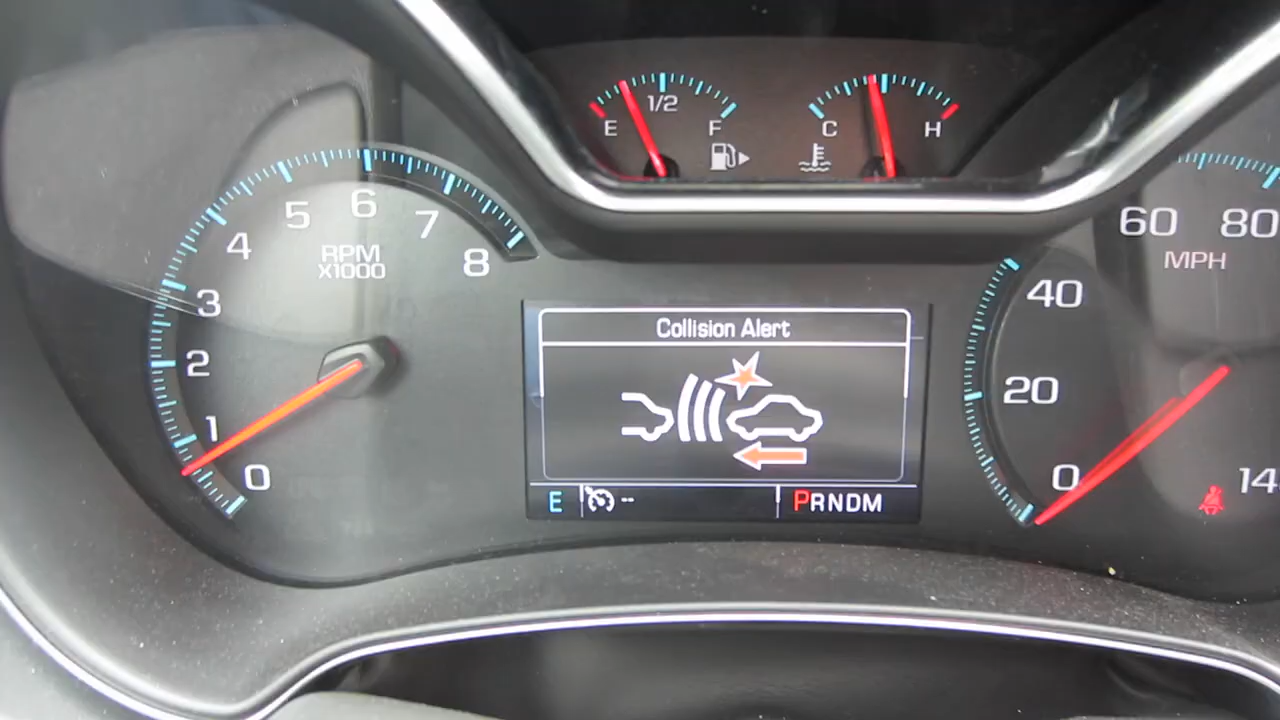 E 1/2 F
C H
0 1 2 3 4 5 6 7 8
RPM
X1000
Collision Alert
E -- PRNDM
0 20 40 60 80
MPH